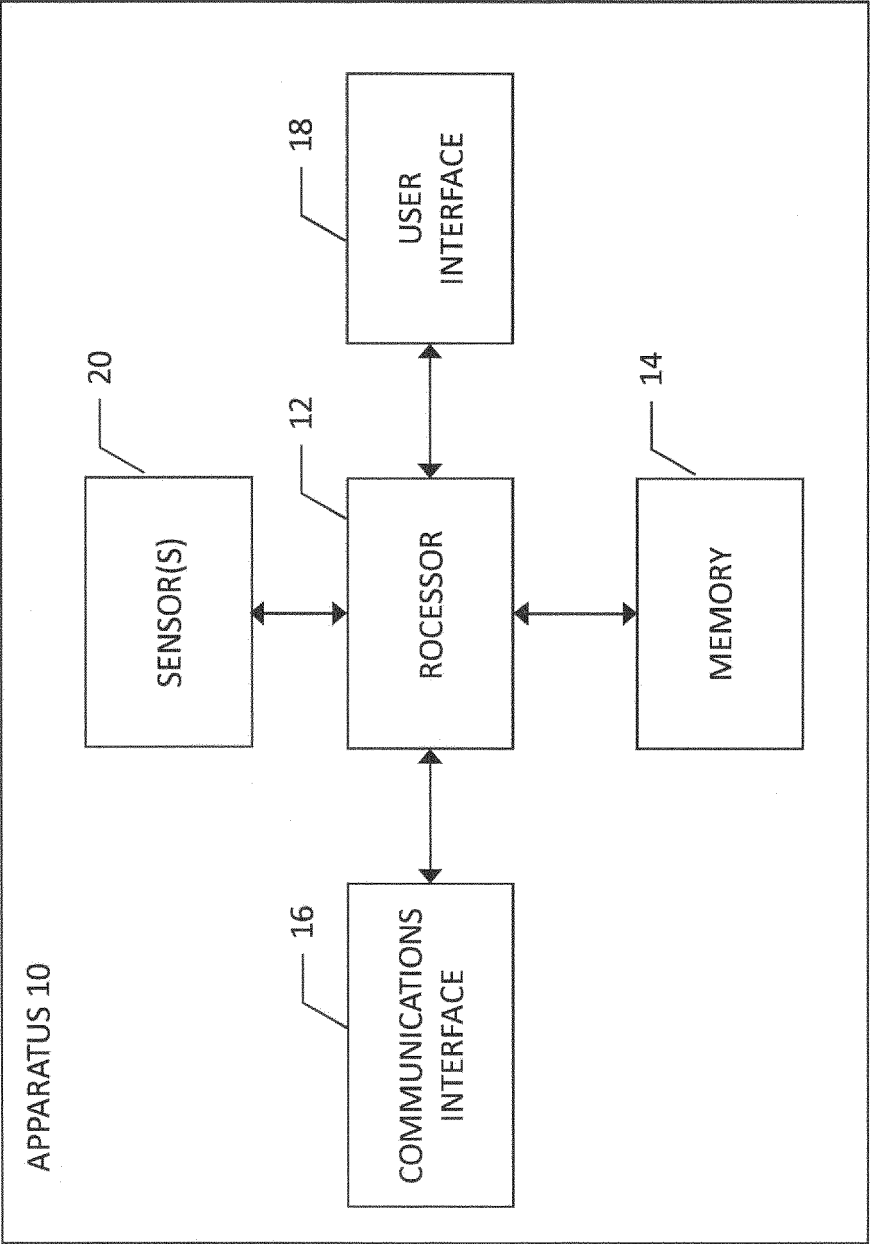 APPARATUS 10
20
SENSOR(S)
16
12
18
COMMUNICATIONS
INTERFACE
ROCESSOR
USER
INTERFACE
14
MEMORY